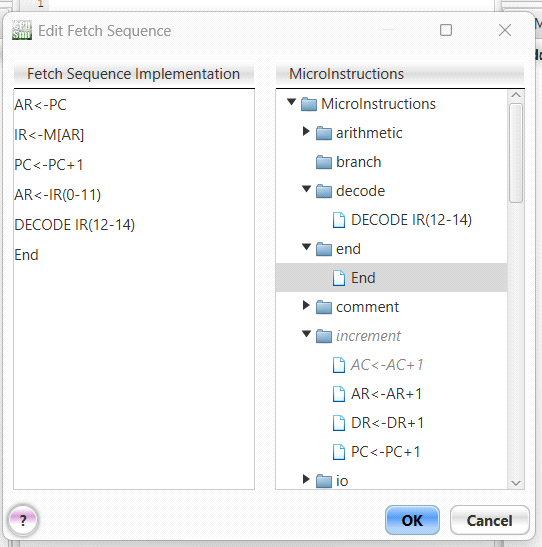 1
Edit Fetch Sequence
Fetch Sequence Implementation
AR<-PC
IR<-M[AR]
PC<-PC+1
AR<-IR(0-11)
DECODE IR(12-14)
End
MicroInstructions
MicroInstructions
arithmetic
branch
decode
DECODE IR(12-14)
end
End
comment
increment
AC<-AC+1
AR<-AR+1
DR<-DR+1
PC<-PC+1
io
?
OK
Cancel